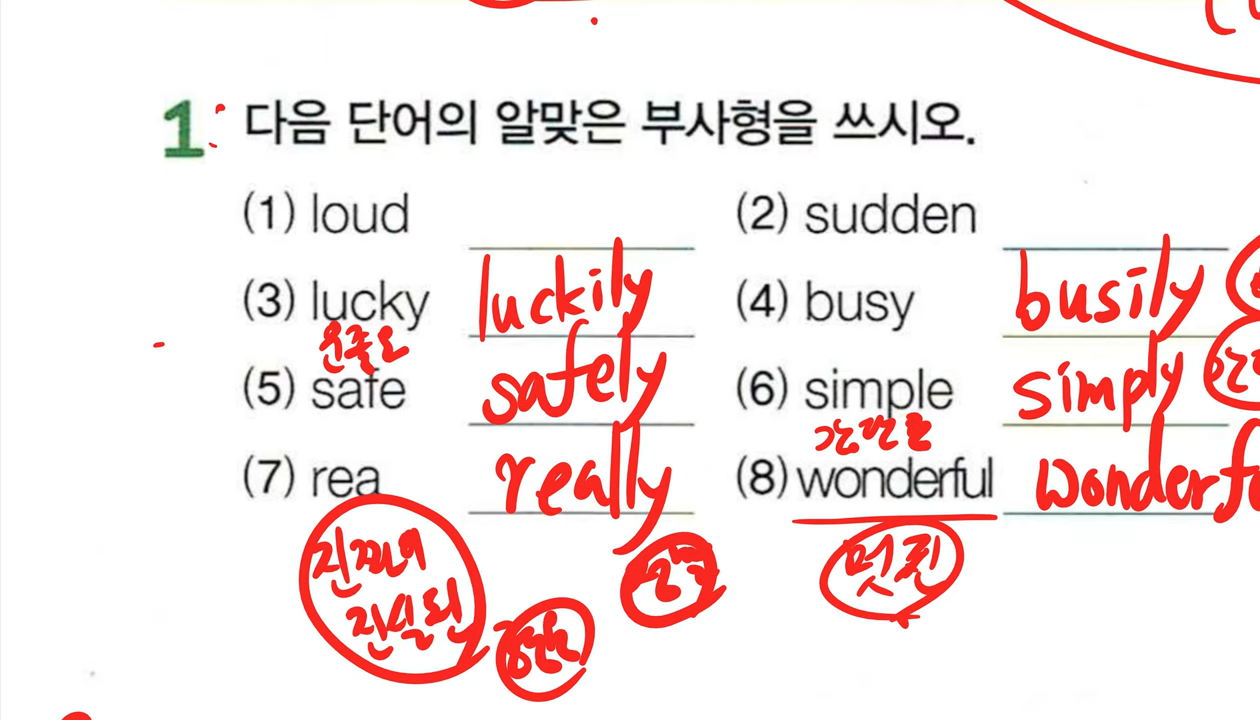 1 다음 단어의 알맞은 부사형을 쓰시오.
(1) loud (2) sudden
(3) lucky luckily (4) busy busily
운좋은
(5) safe safely (6) simple simply
간단한
(7) rea really (8) wonderful wonderfu
진짜의 멋진
진실된